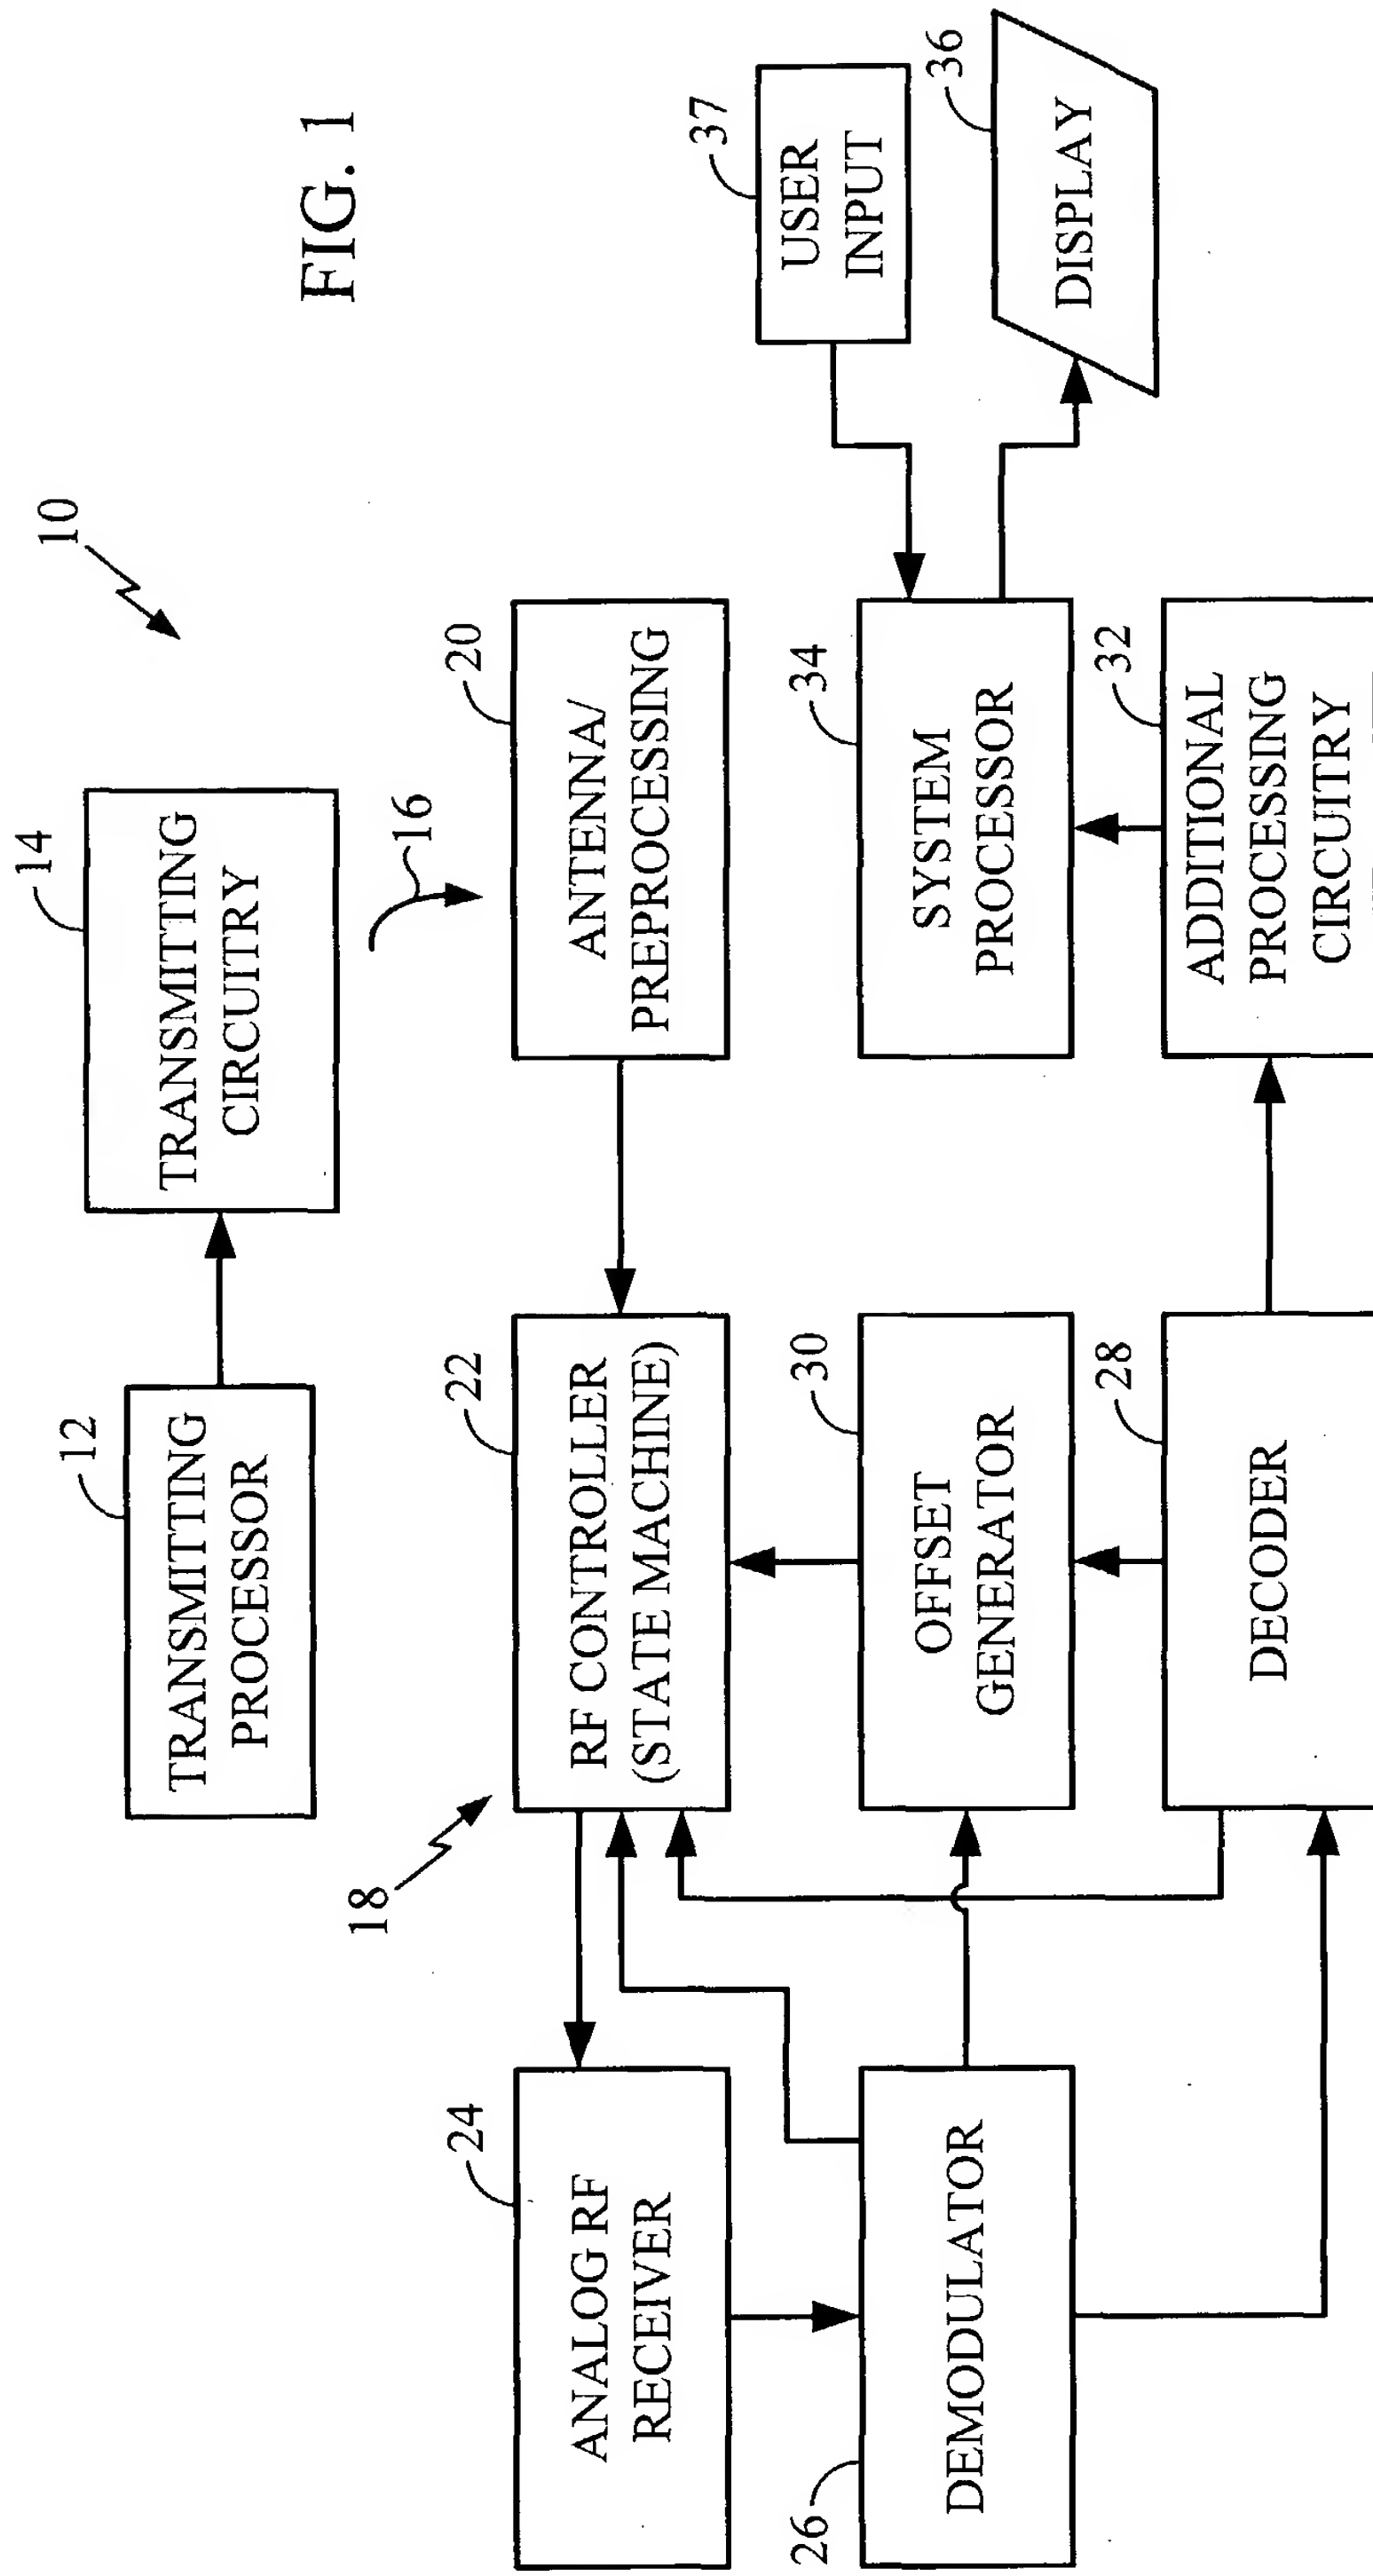 FIG. 1
10
12
TRANSMITTING
PROCESSOR
14
TRANSMITTING
CIRCUITRY
16
18
24
ANALOG RF
RECEIVER
22
RF CONTROLLER
(STATE MACHINE)
20
ANTENNA/
PREPROCESSING
26
DEMODULATOR
30
OFFSET
GENERATOR
34
SYSTEM
PROCESSOR
37
USER
INPUT
36
DISPLAY
28
DECODER
32
ADDITIONAL
PROCESSING
CIRCUITRY